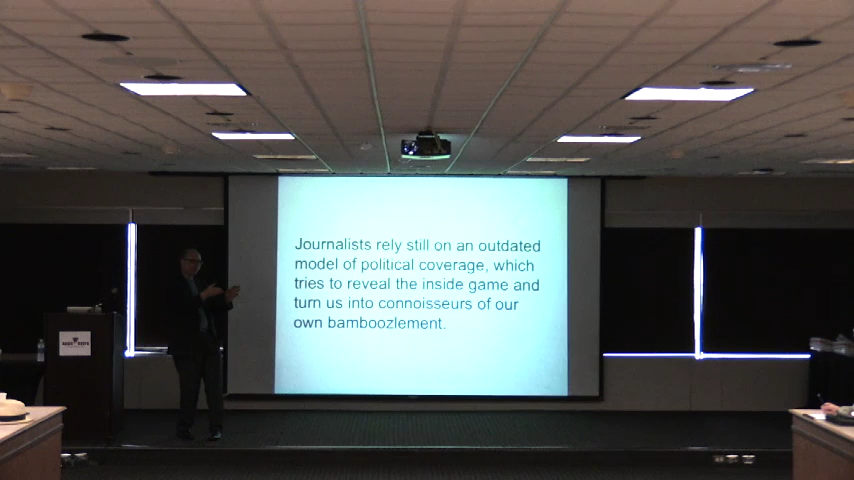 Journalists rely still on an outdated
model of political coverage, which
tries to reveal the inside game and
turn us into connoisseurs of our
own bamboozlement.